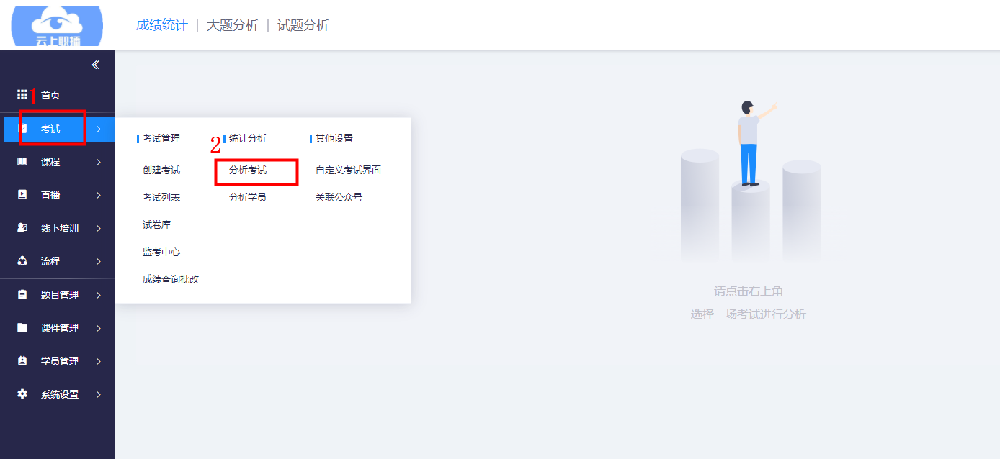 云上职播
成绩统计 | 大题分析 | 试题分析
1
首页
考试
课程
直播
线下培训
流程
题目管理
课件管理
学员管理
系统设置
考试管理
创建考试
考试列表
试卷库
监考中心
成绩查询批改
2
统计分析
分析考试
分析学员
其他设置
自定义考试界面
关联公众号
请点击右上角
选择一场考试进行分析